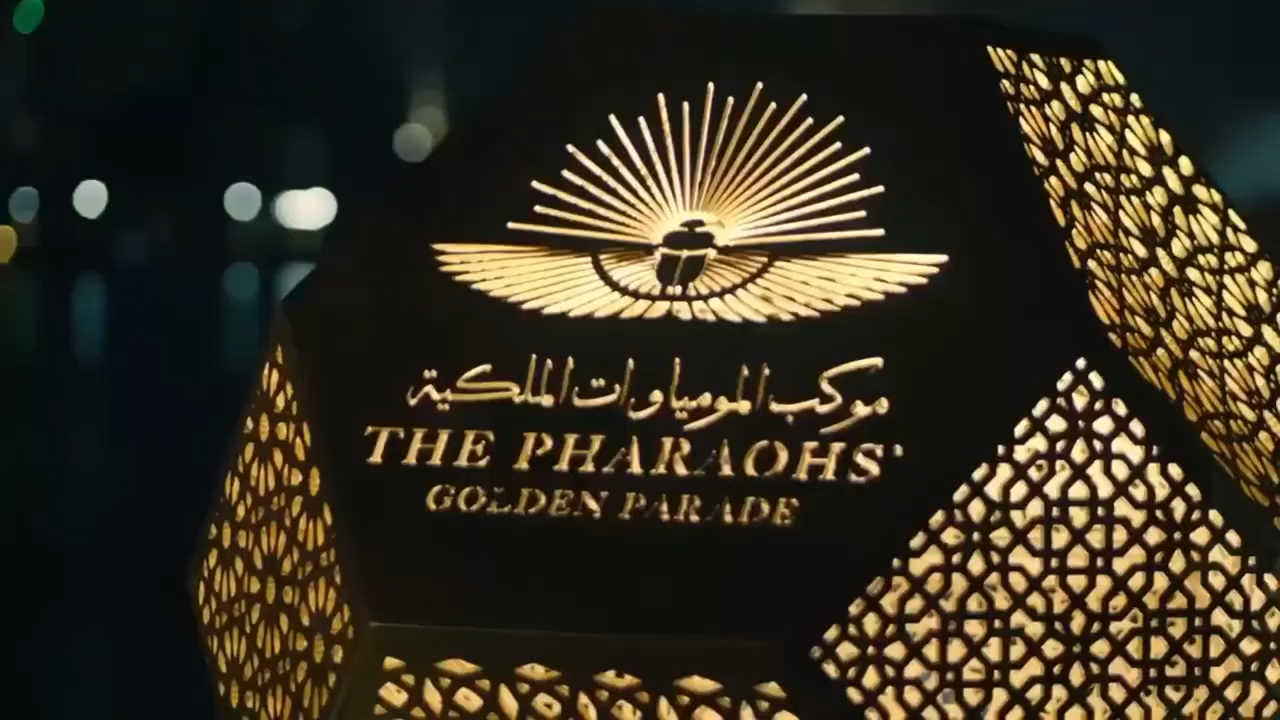 موكب المومياوات الملكية
THE PHARAOHS'
GOLDEN PARADE